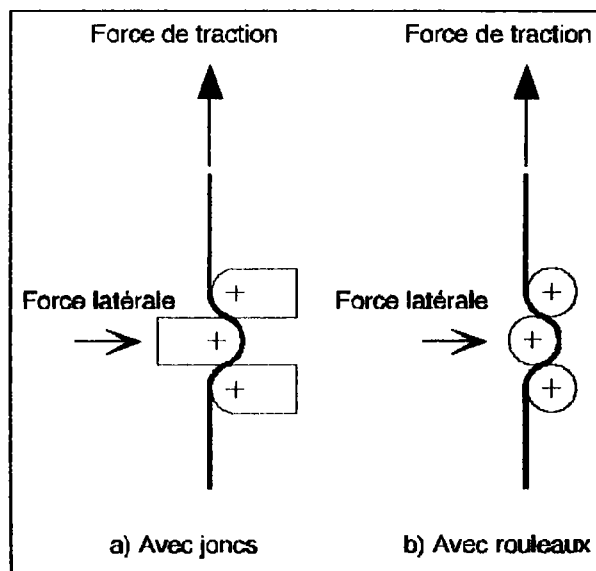 Force de traction
Force de traction
Force latérale
Force latérale
a) Avec joncs
b) Avec rouleaux